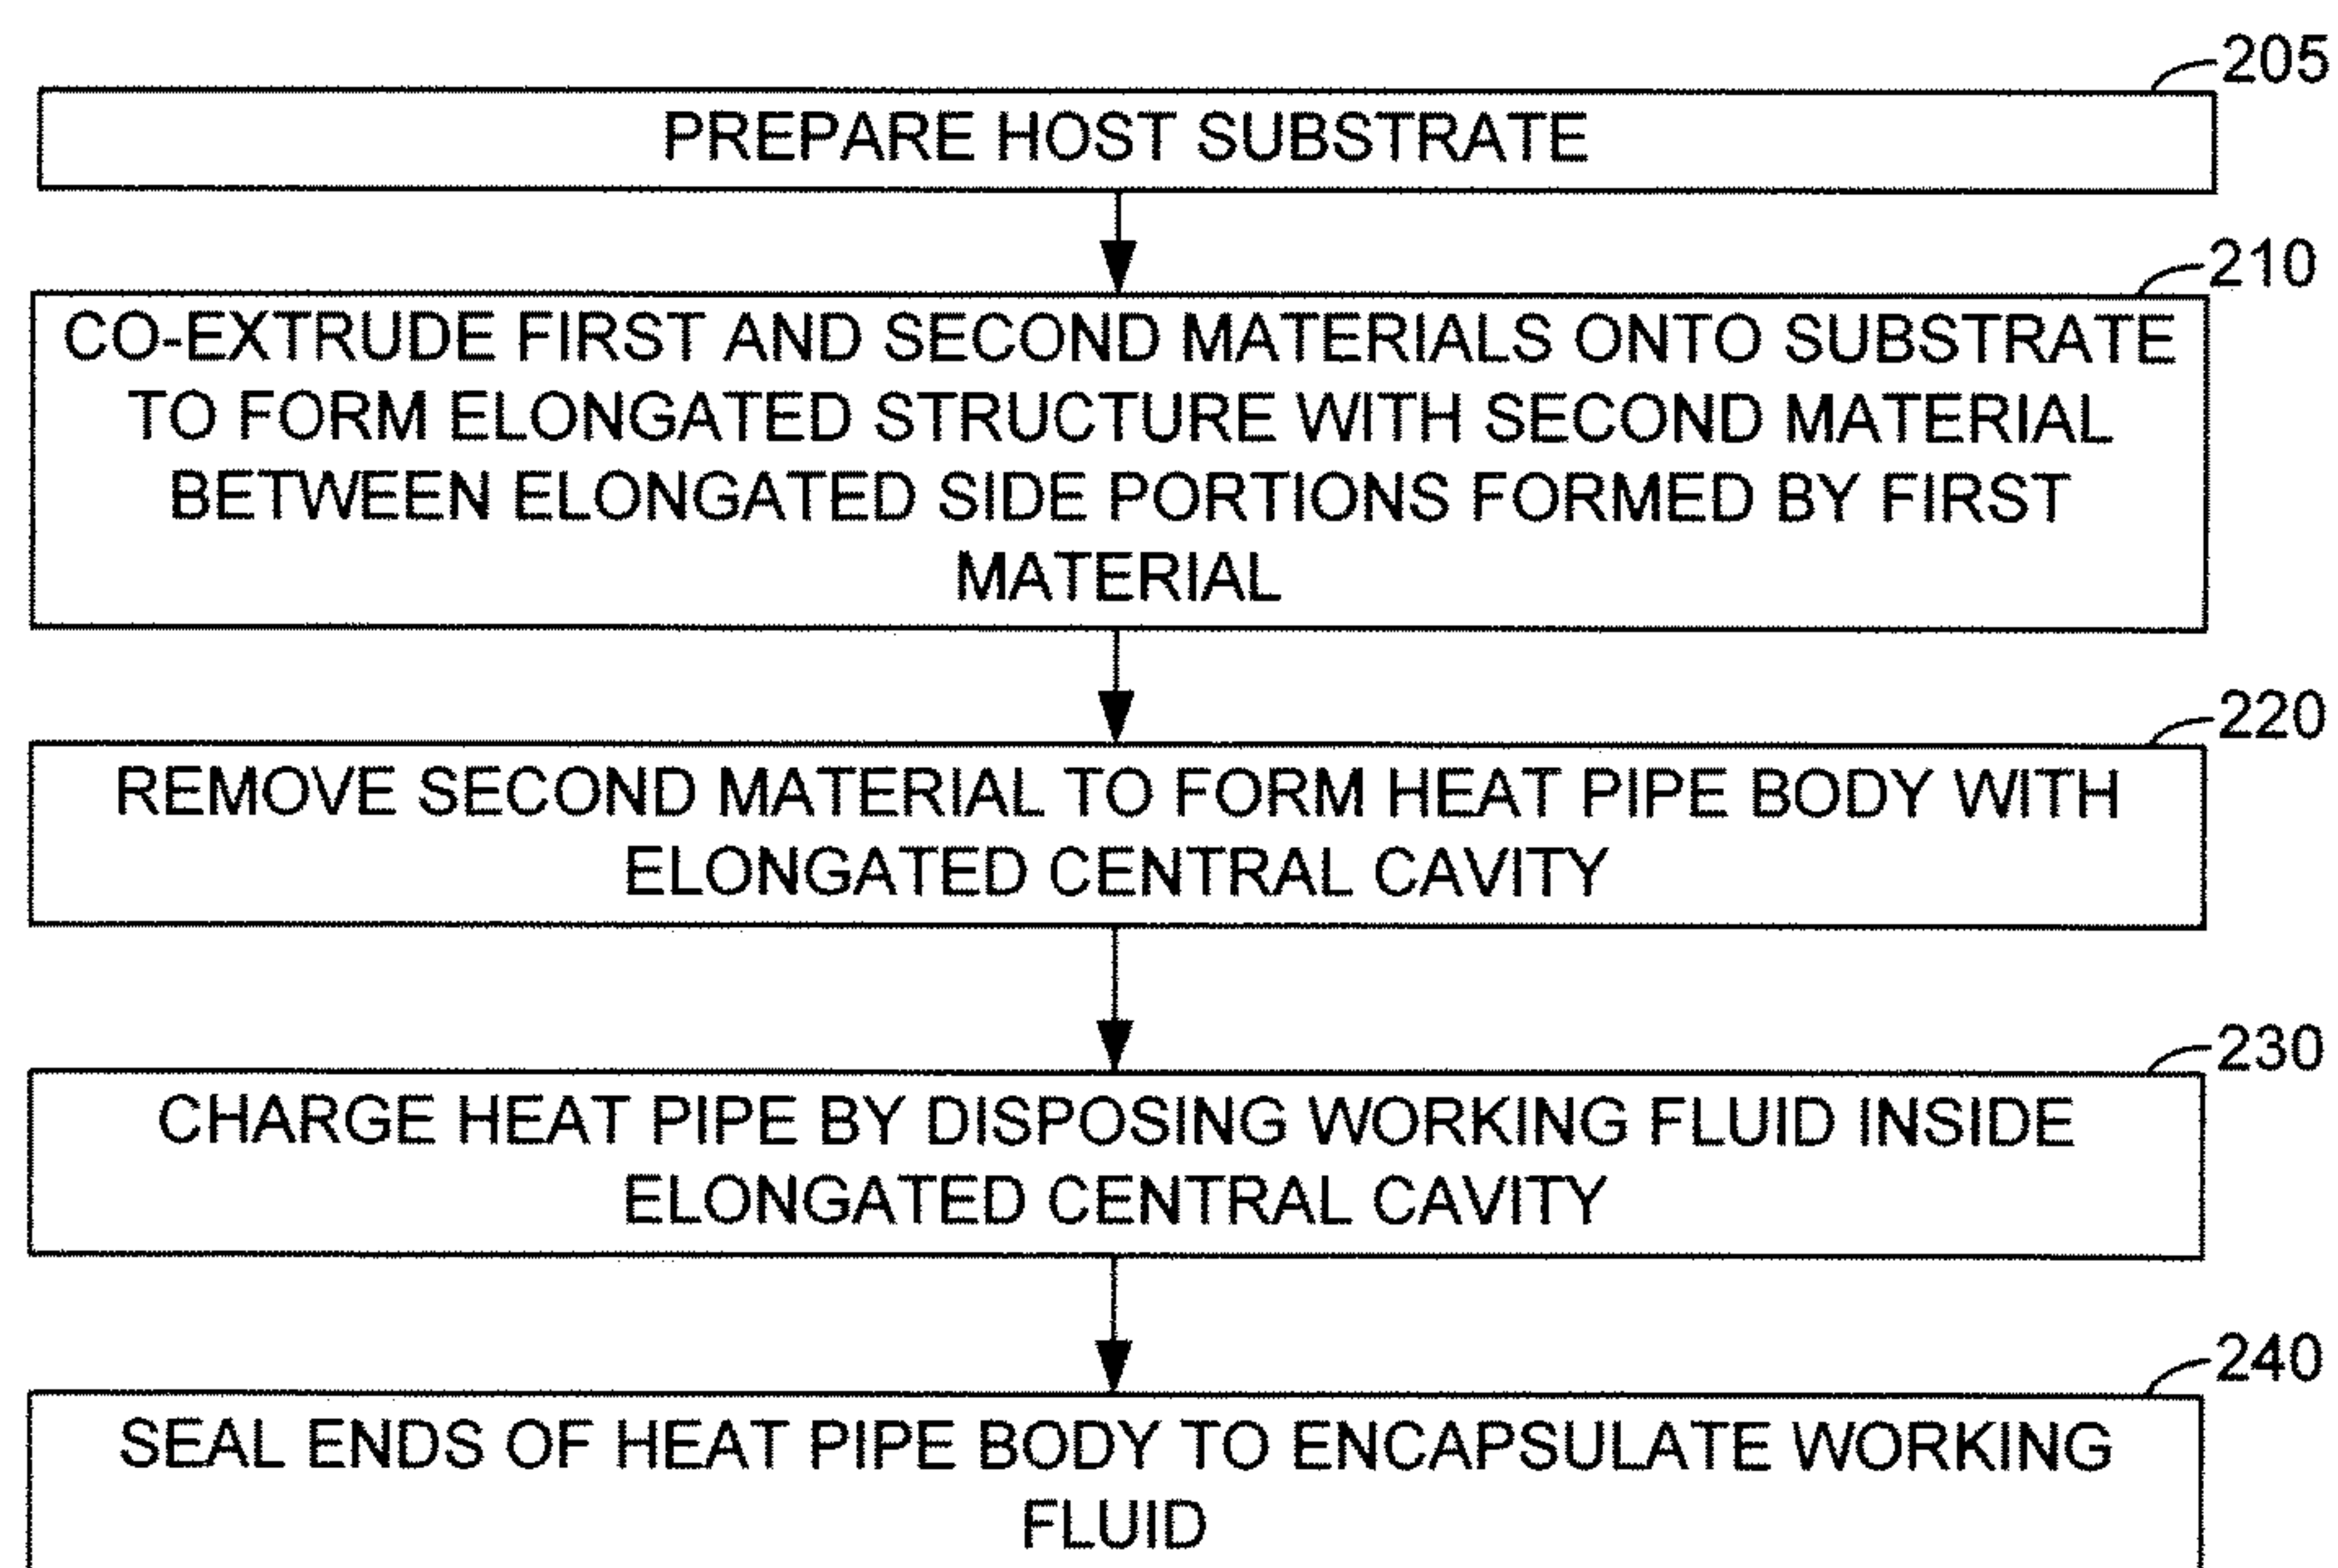 205
PREPARE HOST SUBSTRATE
210
CO-EXTRUDE FIRST AND SECOND MATERIALS ONTO SUBSTRATE
TO FORM ELONGATED STRUCTURE WITH SECOND MATERIAL
BETWEEN ELONGATED SIDE PORTIONS FORMED BY FIRST
MATERIAL
220
REMOVE SECOND MATERIAL TO FORM HEAT PIPE BODY WITH
ELONGATED CENTRAL CAVITY
230
CHARGE HEAT PIPE BY DISPOSING WORKING FLUID INSIDE
ELONGATED CENTRAL CAVITY
240
SEAL ENDS OF HEAT PIPE BODY TO ENCAPSULATE WORKING
FLUID